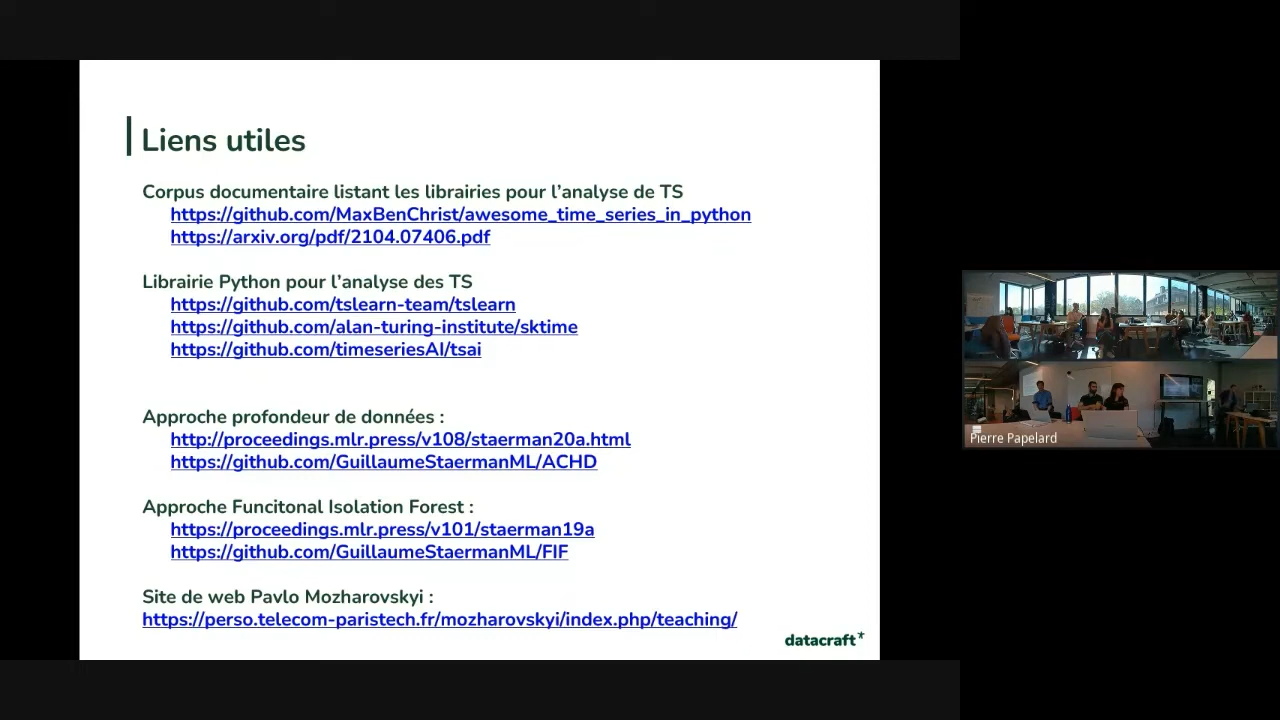 Liens utiles
Corpus documentaire listant les librairies pour l’analyse de TS
https://github.com/MaxBenChrist/awesome_time_series_in_python
https://arxiv.org/pdf/2104.07406.pdf
Librairie Python pour l’analyse des TS
https://github.com/tslearn-team/tslearn
https://github.com/alan-turing-institute/sktime
https://github.com/timeseriesAI/tsai
Approche profondeur de données :
http://proceedings.mlr.press/v108/staerman20a.html
https://github.com/GuillaumeStaermanML/ACHD
Approche Funcitonal Isolation Forest :
https://proceedings.mlr.press/v101/staerman19a
https://github.com/GuillaumeStaermanML/FIF
Site de web Pavlo Mozharovskyi :
https://perso.telecom-paristech.fr/mozharovskyi/index.php/teaching/
datacraft*
Pierre Papelard